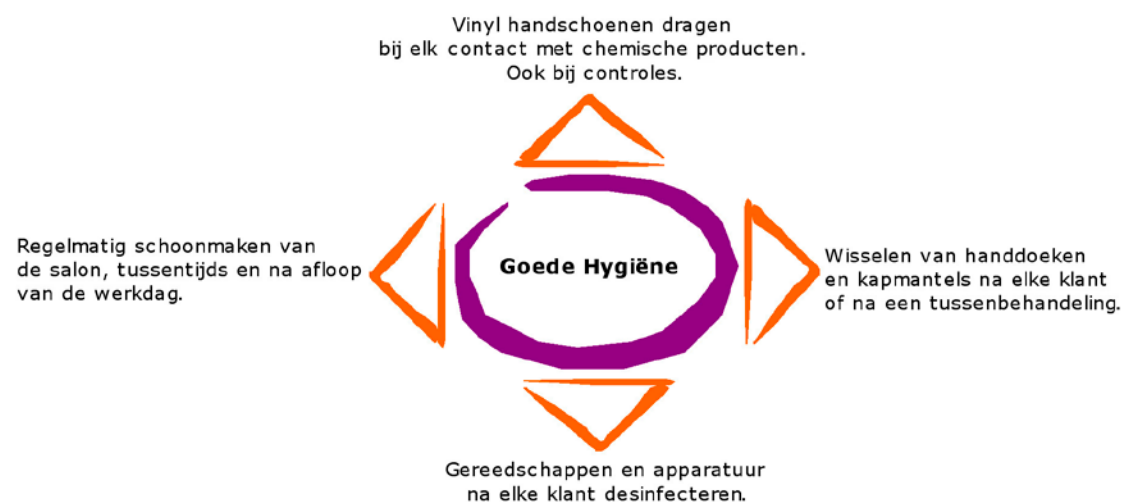 Vinyl handschoenen dragen
bij elk contact met chemische producten.
Ook bij controles.
Regelmatig schoonmaken van
de salon, tussentijds en na afloop
van de werkdag.
Goede Hygiëne
Wisselen van handdoeken
en kapmantels na elke klant
of na een tussenbehandeling.
Gereedschappen en apparatuur
na elke klant desinfecteren.